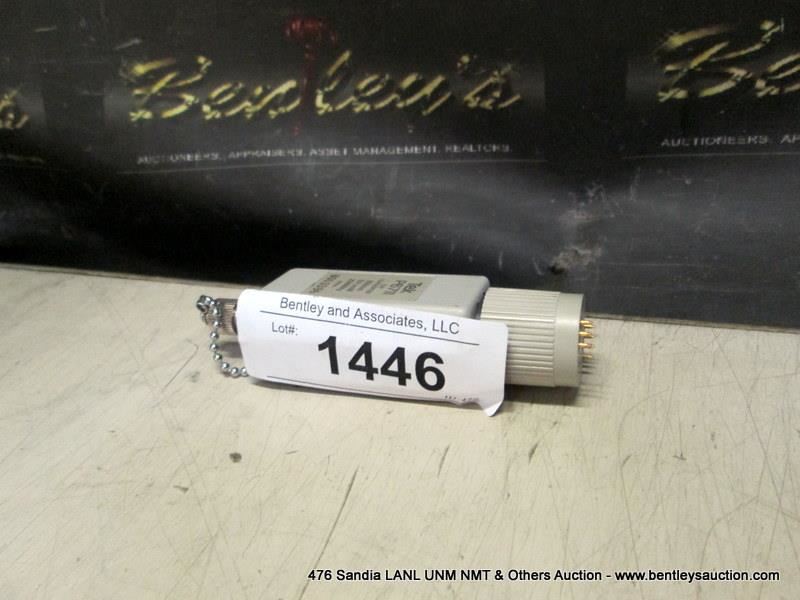 Bentley's
AUCTIONEERS, APPRAISERS, ASSET MANAGEMENT, REALTORS.
Be
AUCTIONEERS, AP
Bentley and Associates, LLC
Lot#:
1446
476 Sandia LANL UNM NMT & Others Auction - www.bentleysauction.com